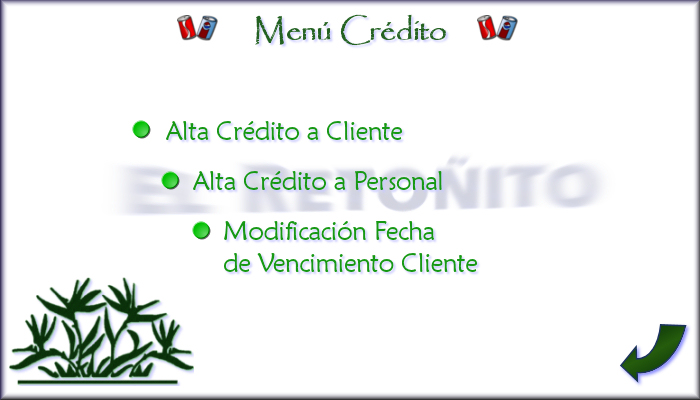 Menú Crédito
Alta Crédito a Cliente
EL RETOÑITO
Alta Crédito a Personal
Modificación Fecha
de Vencimiento Cliente